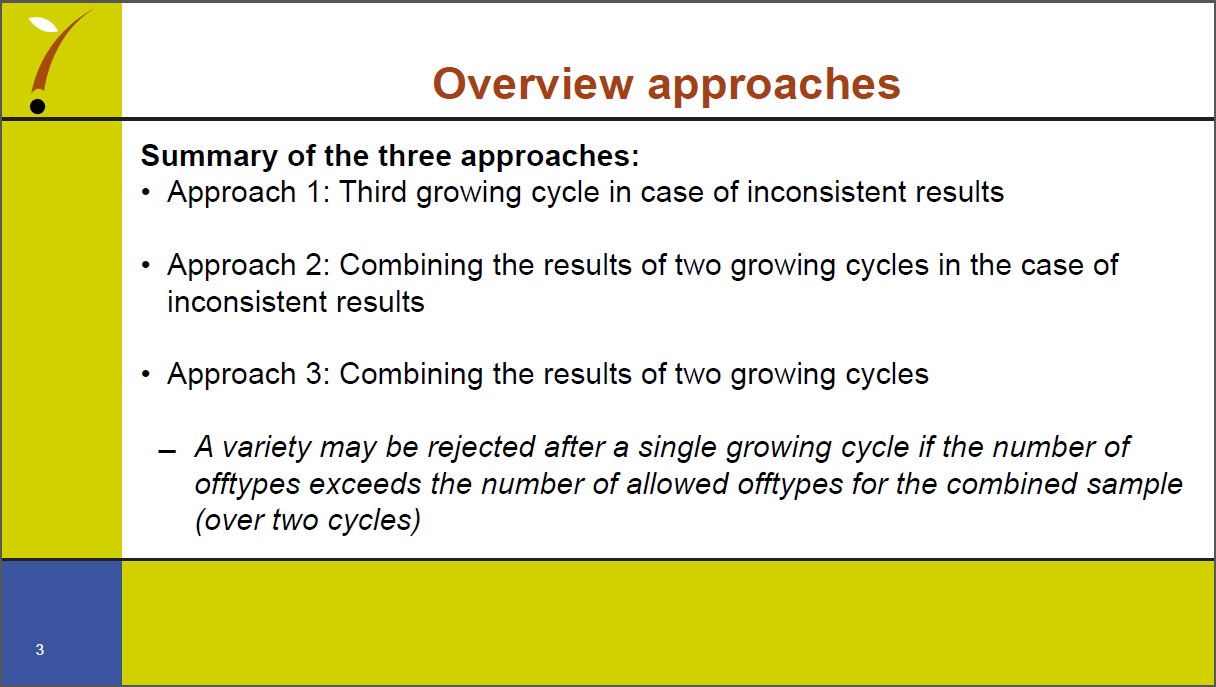 Overview approaches
Summary of the three approaches:
• Approach 1: Third growing cycle in case of inconsistent results
• Approach 2: Combining the results of two growing cycles in the case of
inconsistent results
• Approach 3: Combining the results of two growing cycles
– A variety may be rejected after a single growing cycle if the number of
offtypes exceeds the number of allowed offtypes for the combined sample
(over two cycles)
3